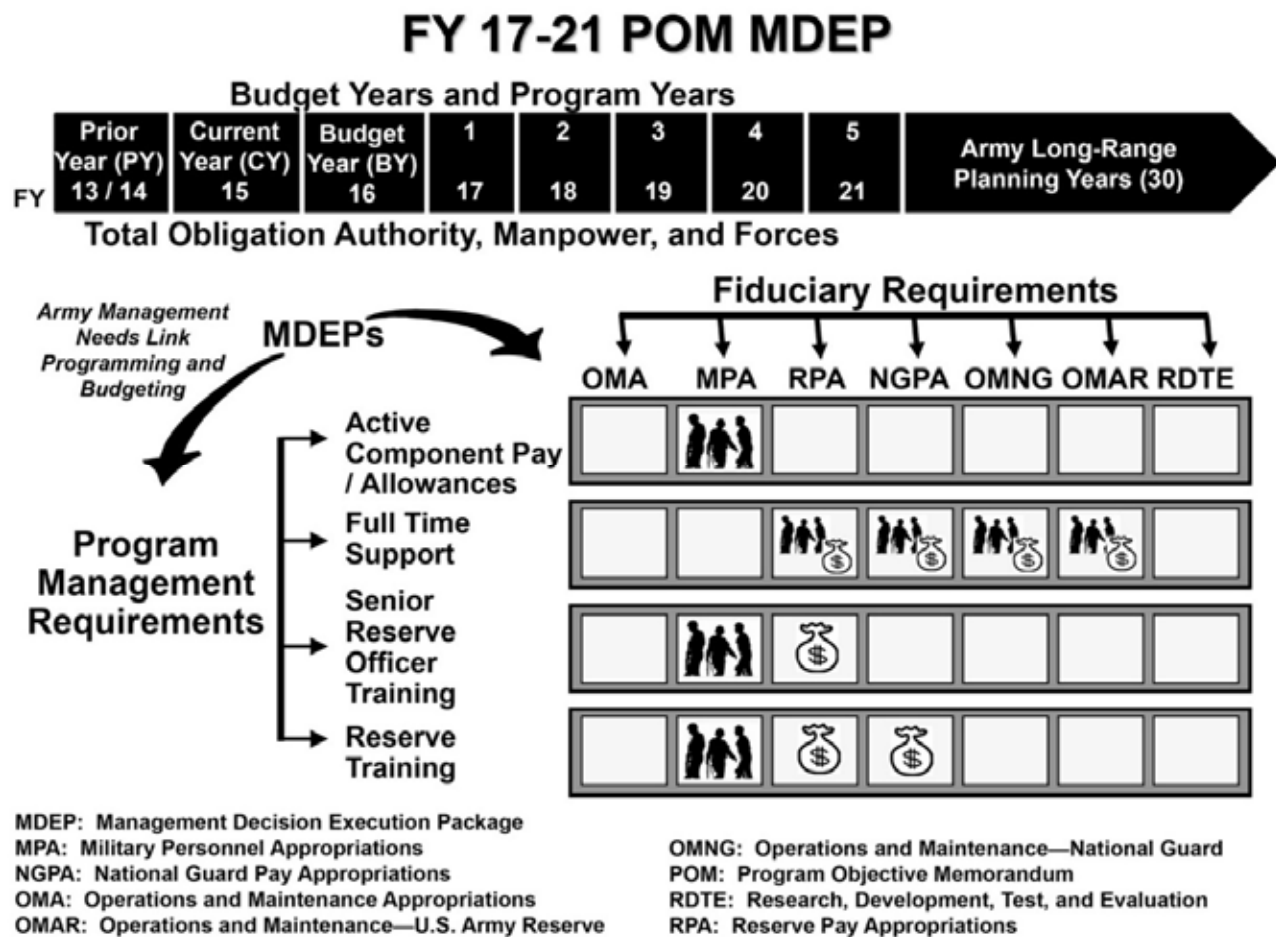 FY 17-21 POM MDEP
Budget Years and Program Years
Prior
Year (PY)
13 / 14
Current
Year (CY)
15
Budget
Year (BY)
16
1
17
2
18
3
19
4
20
5
21
Army Long-Range
Planning Years (30)
FY
Total Obligation Authority, Manpower, and Forces
Army Management
Needs Link
Programming and
Budgeting
MDEPs
Fiduciary Requirements
OMA MPA RPA NGPA OMNG OMAR RDTE
Program
Management
Requirements
Active
Component Pay
/ Allowances
Full Time
Support
$ $ $ $
Senior
Reserve
Officer
Training
$
Reserve
Training
$ $
MDEP: Management Decision Execution Package
MPA: Military Personnel Appropriations
NGPA: National Guard Pay Appropriations
OMA: Operations and Maintenance Appropriations
OMAR: Operations and Maintenance—U.S. Army Reserve
OMNG: Operations and Maintenance—National Guard
POM: Program Objective Memorandum
RDTE: Research, Development, Test, and Evaluation
RPA: Reserve Pay Appropriations